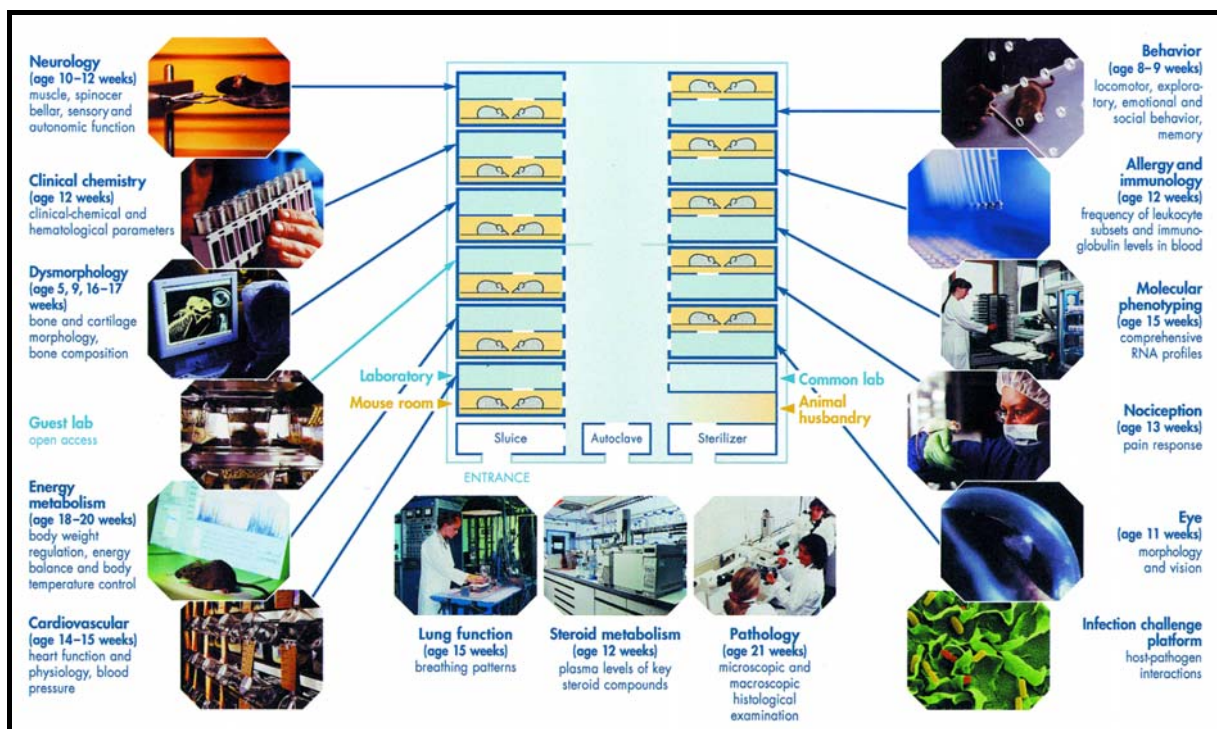 Neurology
(age 10–12 weeks)
muscle, spinocer
bellar, sensory and
autonomic function
Clinical chemistry
(age 12 weeks)
clinical-chemical and
hematological parameters
Dysmorphology
(age 5, 9, 16–17
weeks)
bone and cartilage
morphology,
bone composition
Guest lab
open access
Energy
metabolism
(age 18–20 weeks)
body weight
regulation, energy
balance and body
temperature control
Cardiovascular
(age 14–15 weeks)
heart function and
physiology, blood
pressure
Laboratory
Mouse room
Common lab
Animal
husbandry
Sluice
Autoclave
Sterilizer
ENTRANCE
Lung function
(age 15 weeks)
breathing patterns
Steroid metabolism
(age 12 weeks)
plasma levels of key
steroid compounds
Pathology
(age 21 weeks)
microscopic and
macroscopic
histological
examination
Behavior
(age 8–9 weeks)
locomotor, explora-
tory, emotional and
social behavior,
memory
Allergy and
immunology
(age 12 weeks)
frequency of leukocyte
subsets and immuno-
globulin levels in blood
Molecular
phenotyping
(age 15 weeks)
comprehensive
RNA profiles
Nociception
(age 13 weeks)
pain response
Eye
(age 11 weeks)
morphology
and vision
Infection challenge
platform
host-pathogen
interactions